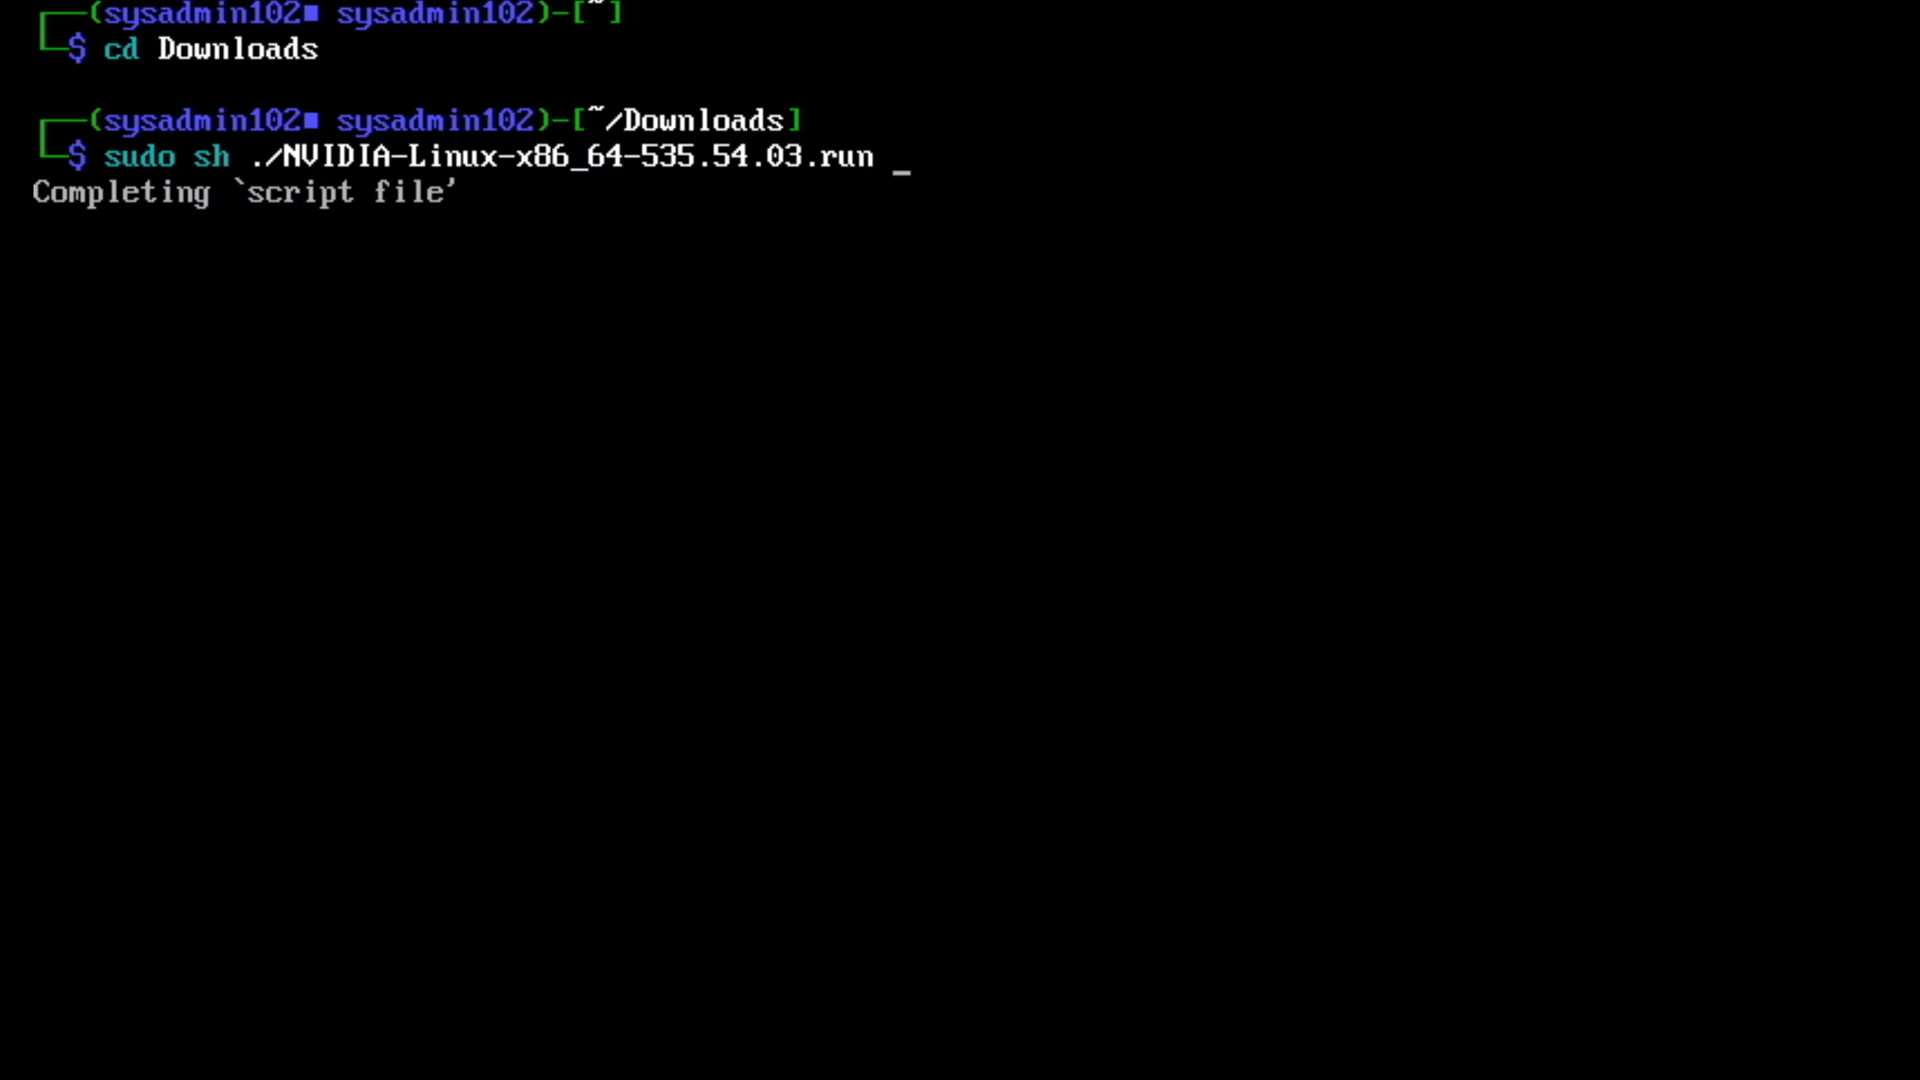 ┌──(sysadmin102■ sysadmin102)-[~]
└─$ cd Downloads
┌──(sysadmin102■ sysadmin102)-[~/Downloads]
└─$ sudo sh ./NVIDIA-Linux-x86_64-535.54.03.run _
Completing `script file'